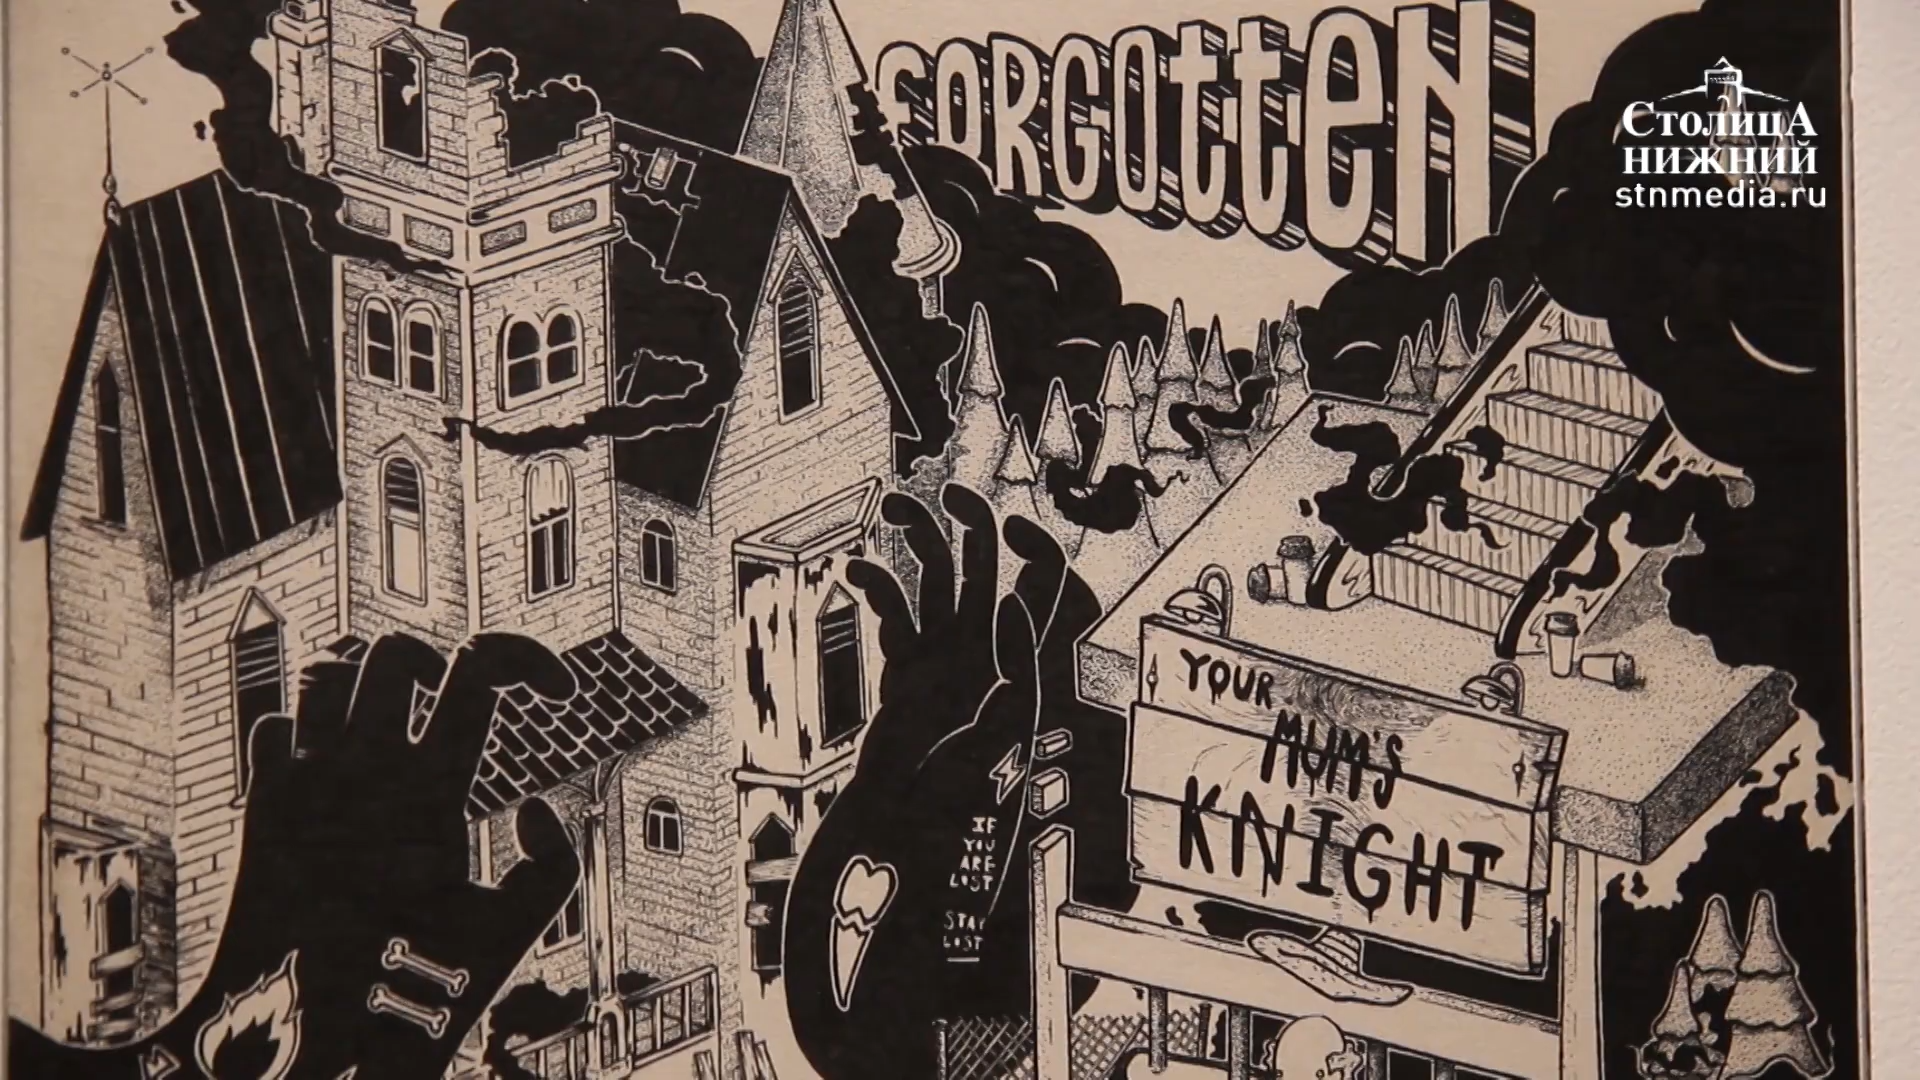 FORGOTTEN
СТОЛИЦА
НИЖНИЙ
stnmedia.ru
YOUR
MUM'S
KNIGHT
IF
YOU
ARE
LOST
STAY
LOST